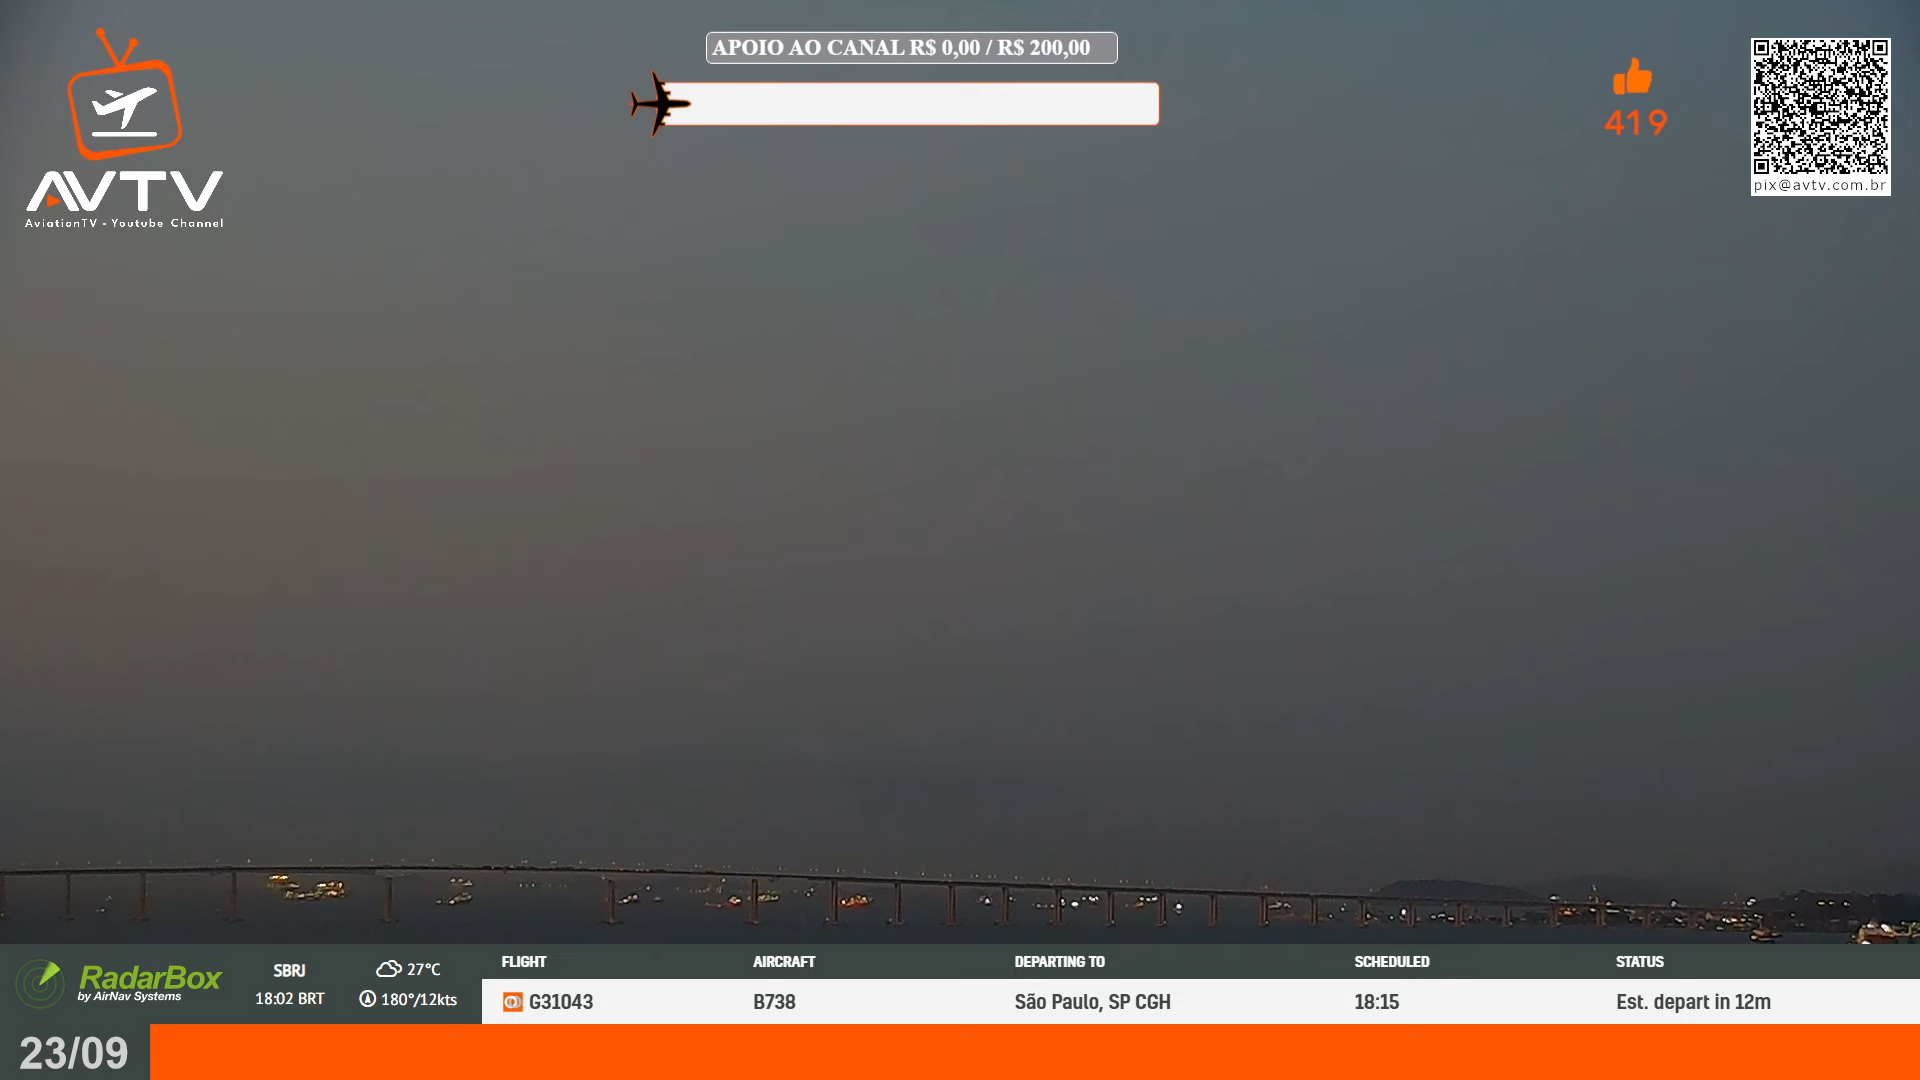 APOIO AO CANAL R$ 0,00 / R$ 200,00
419
pix@avtv.com.br
AVTV
AviationTV - Youtube Channel
RadarBox
by AirNav Systems
SBRJ
18:02 BRT
27°C
180°/12kts
FLIGHT AIRCRAFT DEPARTING TO SCHEDULED STATUS
G31043 B738 São Paulo, SP CGH 18:15 Est. depart in 12m
23/09